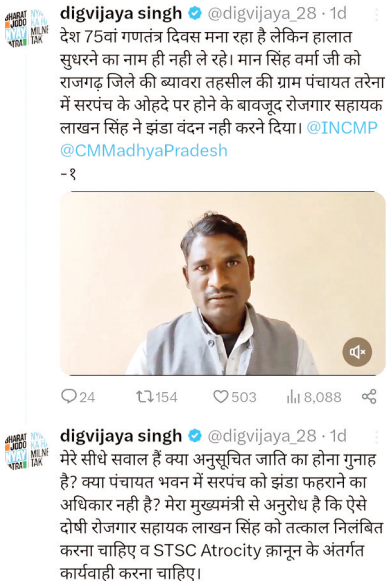 digvijaya singh @digvijaya_28 · 1d
देश 75वां गणतंत्र दिवस मना रहा है लेकिन हालात
सुधरने का नाम ही नही ले रहे। मान सिंह वर्मा जी को
राजगढ़ जिले की ब्यावरा तहसील की ग्राम पंचायत तरेना
में सरपंच के ओहदे पर होने के बावजूद रोजगार सहायक
लाखन सिंह ने झंडा वंदन नही करने दिया। @INCMP
@CMMadhyaPradesh
-१
24 154 503 8,088
digvijaya singh @digvijaya_28 · 1d
मेरे सीधे सवाल हैं क्या अनुसूचित जाति का होना गुनाह
है? क्या पंचायत भवन में सरपंच को झंडा फहराने का
अधिकार नही है? मेरा मुख्यमंत्री से अनुरोध है कि ऐसे
दोषी रोजगार सहायक लाखन सिंह को तत्काल निलंबित
करना चाहिए व STSC Atrocity क़ानून के अंतर्गत
कार्यवाही करना चाहिए।